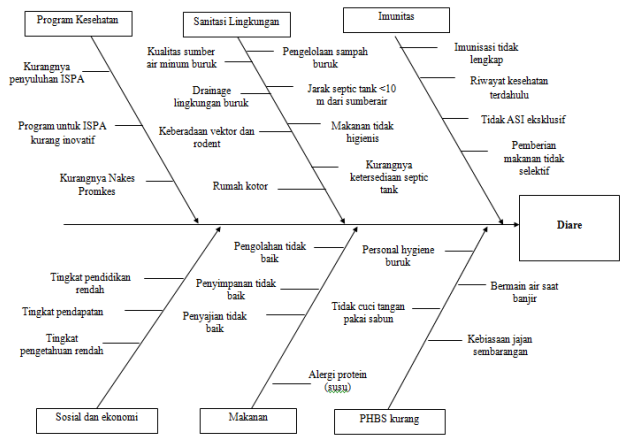 Program Kesehatan
Sanitasi Lingkungan
Imunitas
Kurangnya
penyuluhan ISPA
Program untuk ISPA
kurang inovatif
Kurangnya Nakes
Promkes
Kualitas sumber
air minum buruk
Drainage
lingkungan buruk
Keberadaan vektor dan
rodent
Rumah kotor
Pengelolaan sampah
buruk
Jarak septic tank <10
m dari sumberair
Makanan tidak
higienis
Kurangnya
ketersediaan septic
tank
Imunisasi tidak
lengkap
Riwayat kesehatan
terdahulu
Tidak ASI eksklusif
Pemberian
makanan tidak
selektif
Diare
Tingkat pendidikan
rendah
Tingkat pendapatan
Tingkat
pengetahuan rendah
Pengolahan tidak
baik
Penyimpanan tidak
baik
Penyajian tidak
baik
Alergi protein
(susu)
Personal hygiene
buruk
Tidak cuci tangan
pakai sabun
Bermain air saat
banjir
Kebiasaan jajan
sembarangan
Sosial dan ekonomi
Makanan
PHBS kurang